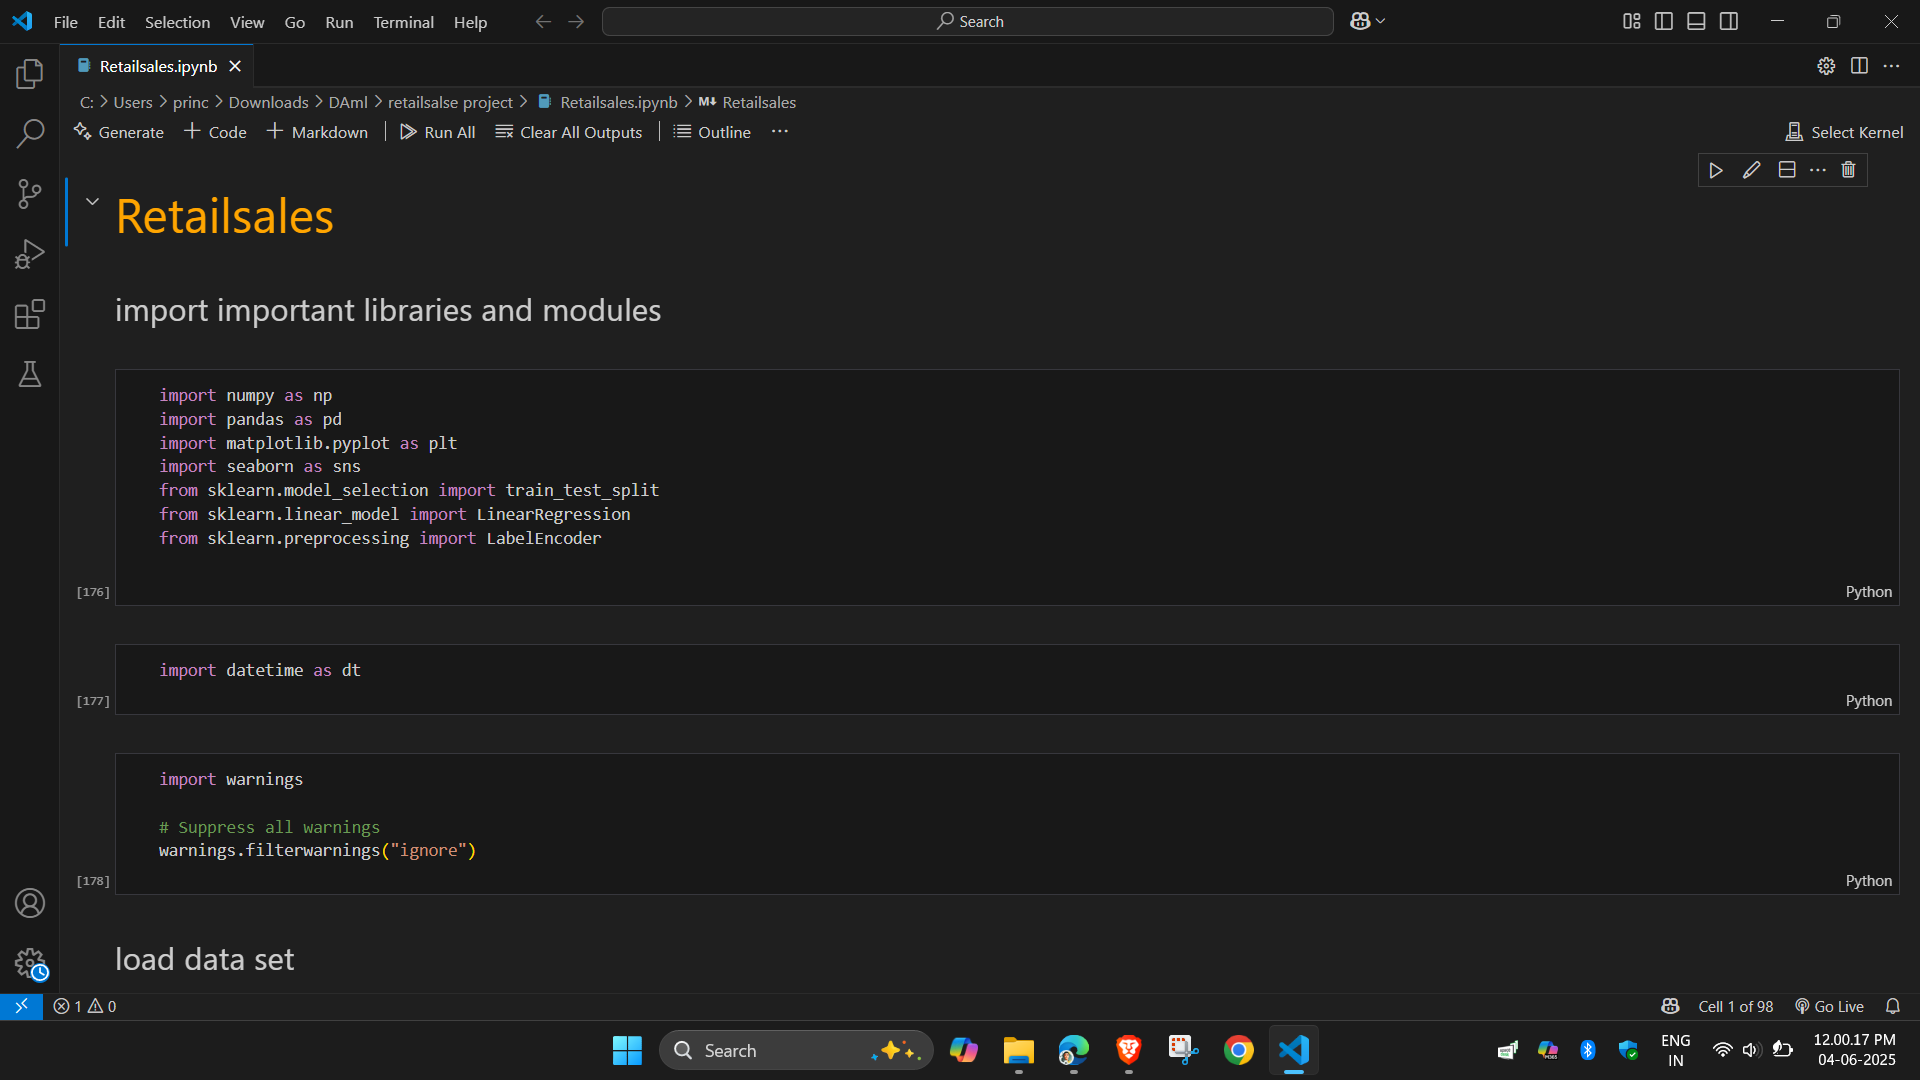 File Edit Selection View Go Run Terminal Help
Search
Retailsales.ipynb
C: > Users > princ > Downloads > DAml > retailsalse project > Retailsales.ipynb > M↓ Retailsales
Generate + Code + Markdown Run All Clear All Outputs Outline ...
Select Kernel
Retailsales
import important libraries and modules
import numpy as np
import pandas as pd
import matplotlib.pyplot as plt
import seaborn as sns
from sklearn.model_selection import train_test_split
from sklearn.linear_model import LinearRegression
from sklearn.preprocessing import LabelEncoder
[176]
Python
import datetime as dt
[177]
Python
import warnings
# Suppress all warnings
warnings.filterwarnings("ignore")
[178]
Python
load data set
1 0
Cell 1 of 98
Go Live
Search
ENG
IN
12.00.17 PM
04-06-2025